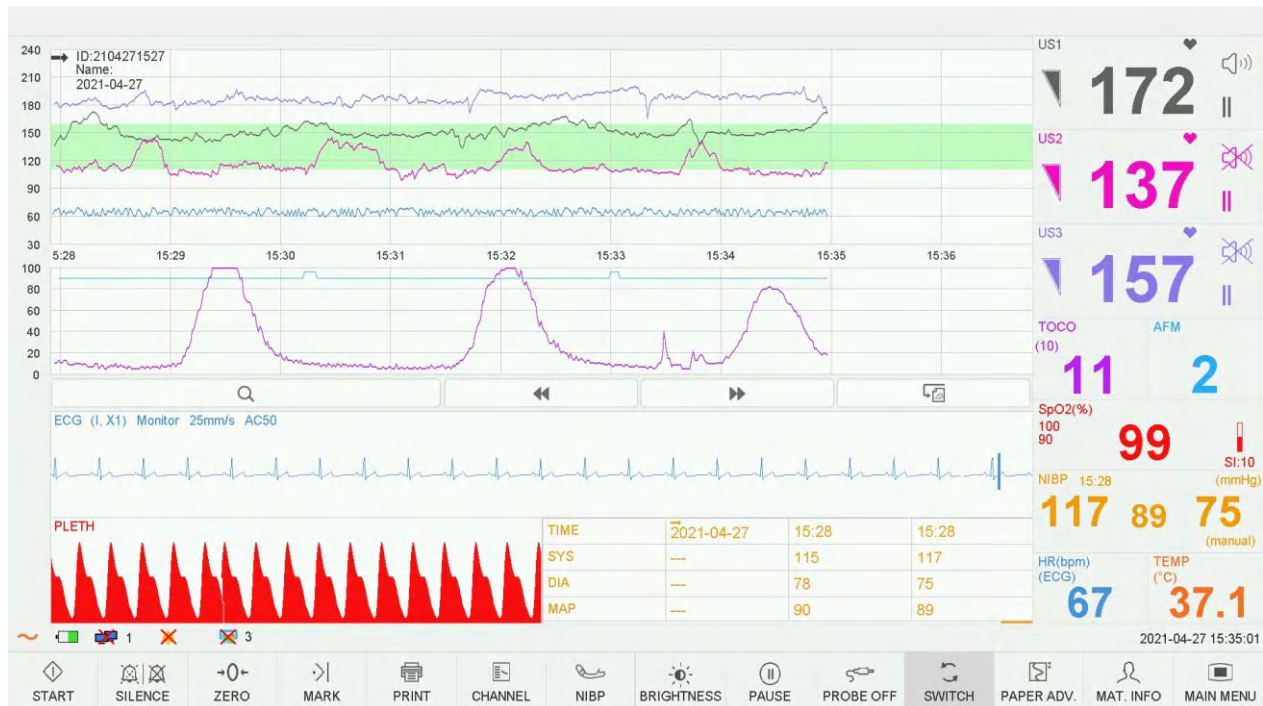 240
210
180
150
120
90
60
30
ID:2104271527
Name:
2021-04-27
5:28 15:29 15:30 15:31 15:32 15:33 15:34 15:35 15:36
100
80
60
40
20
0
US1
172
US2
137
US3
157
TOCO AFM
(10)
11 2
SpO2(%)
100
90
99
SI:10
NIBP 15:28 (mmHg)
117 89 75
(manual)
HR(bpm) TEMP
(ECG) (°C)
67 37.1
ECG (I, X1) Monitor 25mm/s AC50
PLETH
TIME 2021-04-27 15:28 15:28
SYS --- 115 117
DIA --- 78 75
MAP --- 90 89
1 3
2021-04-27 15:35:01
START SILENCE ZERO MARK PRINT CHANNEL NIBP BRIGHTNESS PAUSE PROBE OFF SWITCH PAPER ADV. MAT. INFO MAIN MENU